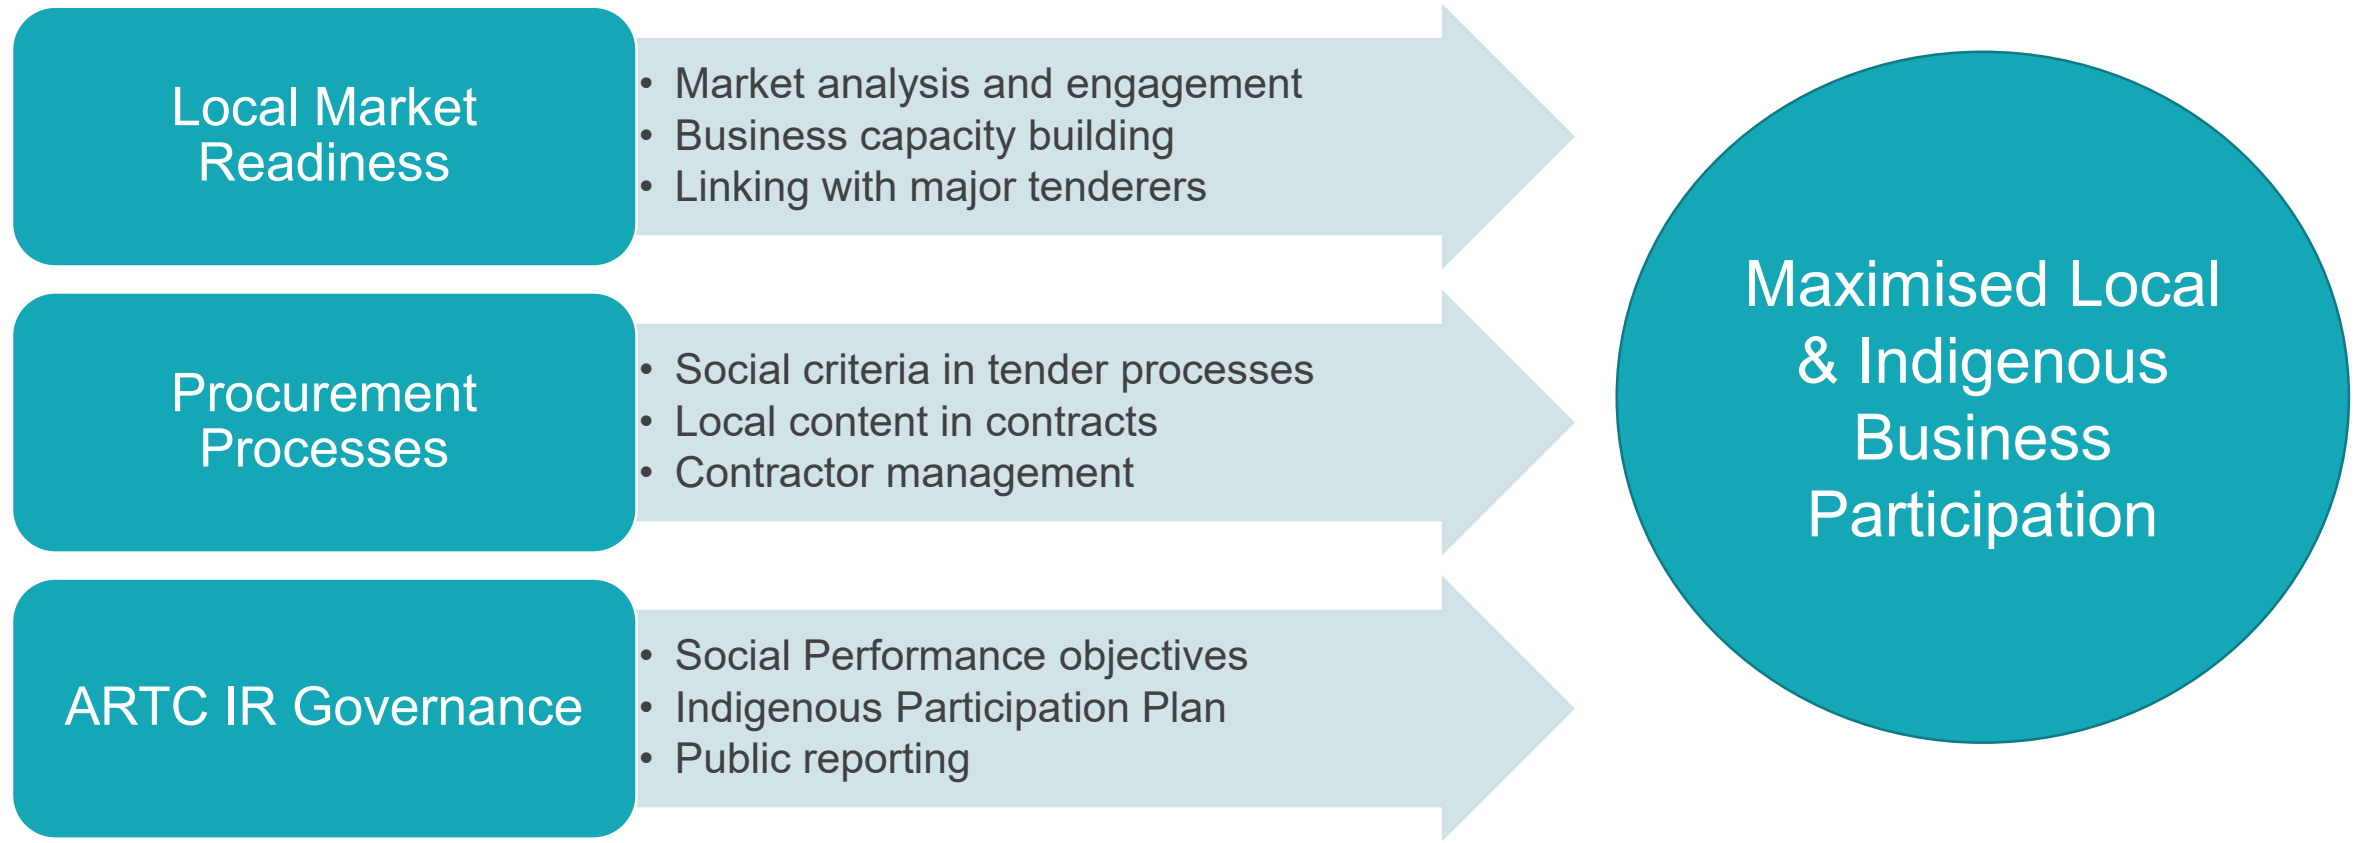 Local Market
Readiness
• Market analysis and engagement
• Business capacity building
• Linking with major tenderers
Procurement
Processes
• Social criteria in tender processes
• Local content in contracts
• Contractor management
ARTC IR Governance
• Social Performance objectives
• Indigenous Participation Plan
• Public reporting
Maximised Local
& Indigenous
Business
Participation